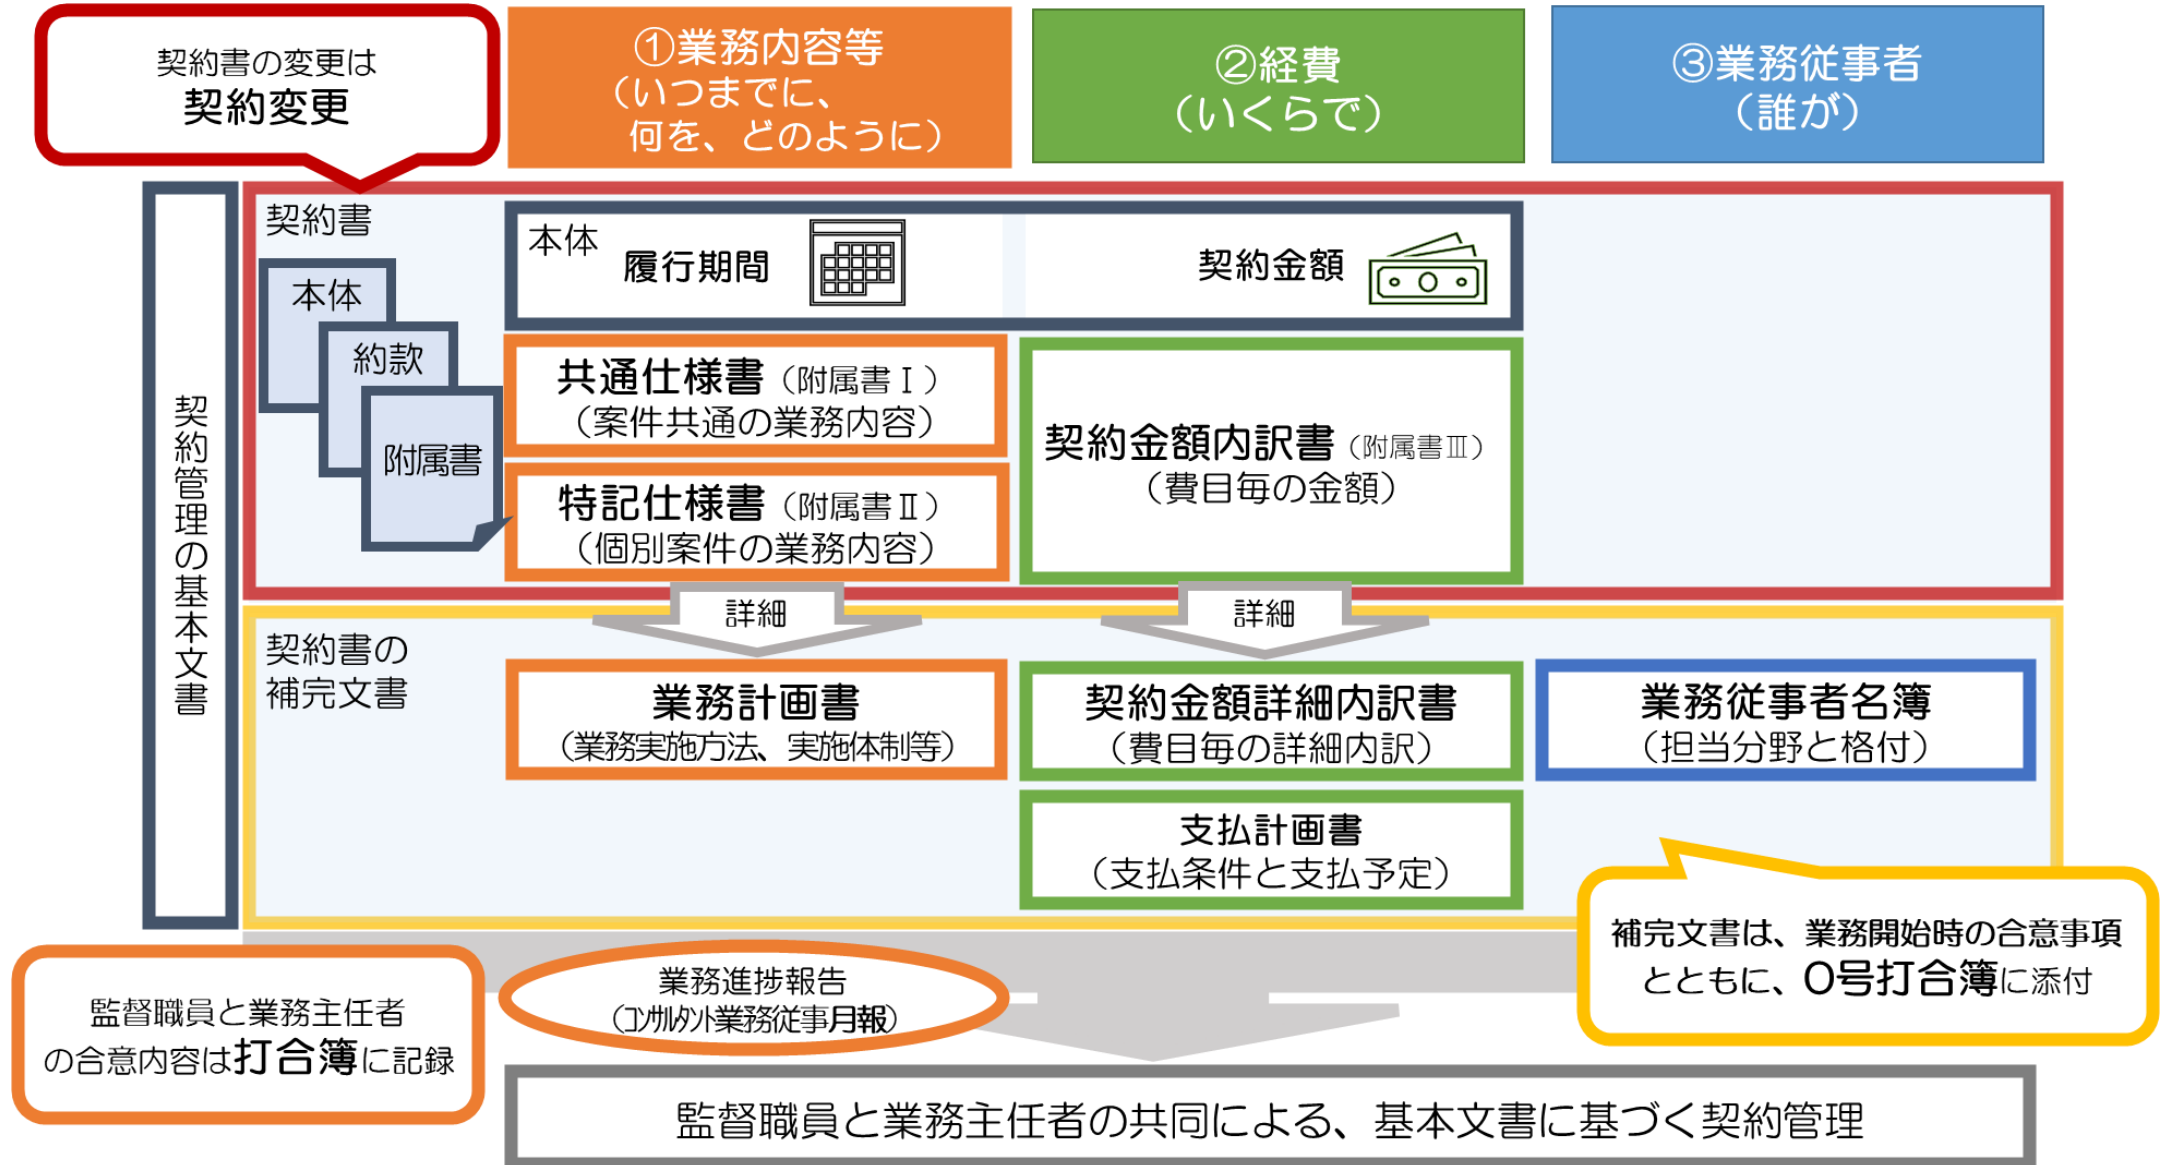 契約書の変更は
契約変更
①業務内容等
（いつまでに、
何を、どのように）
②経費
（いくらで）
③業務従事者
（誰が）
契約管理の基本文書
契約書
本体
約款
附属書
本体
履行期間
契約金額
共通仕様書（附属書Ⅰ）
（案件共通の業務内容）
特記仕様書（附属書Ⅱ）
（個別案件の業務内容）
契約金額内訳書（附属書Ⅲ）
（費目毎の金額）
詳細
詳細
契約書の
補完文書
業務計画書
（業務実施方法、実施体制等）
契約金額詳細内訳書
（費目毎の詳細内訳）
業務従事者名簿
（担当分野と格付）
支払計画書
（支払条件と支払予定）
補完文書は、業務開始時の合意事項
とともに、0号打合簿に添付
監督職員と業務主任者
の合意内容は打合簿に記録
業務進捗報告
（ｺﾝｻﾙﾀﾝﾄ業務従事月報）
監督職員と業務主任者の共同による、基本文書に基づく契約管理